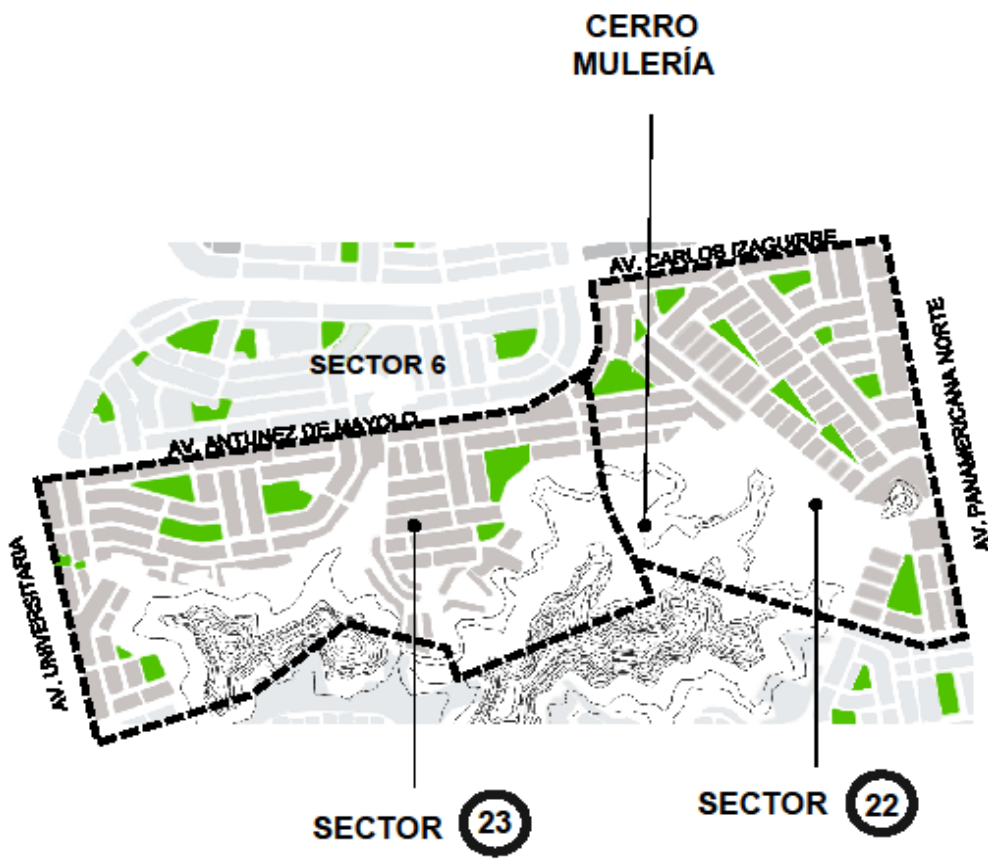 CERRO
MULERÍA
AV. CARLOS IZAGUIRRE
SECTOR 6
AV. ANTUNEZ DE MAYOLO
AV. PANAMERICANA NORTE
AV. UNIVERSITARIA
SECTOR 23
SECTOR 22